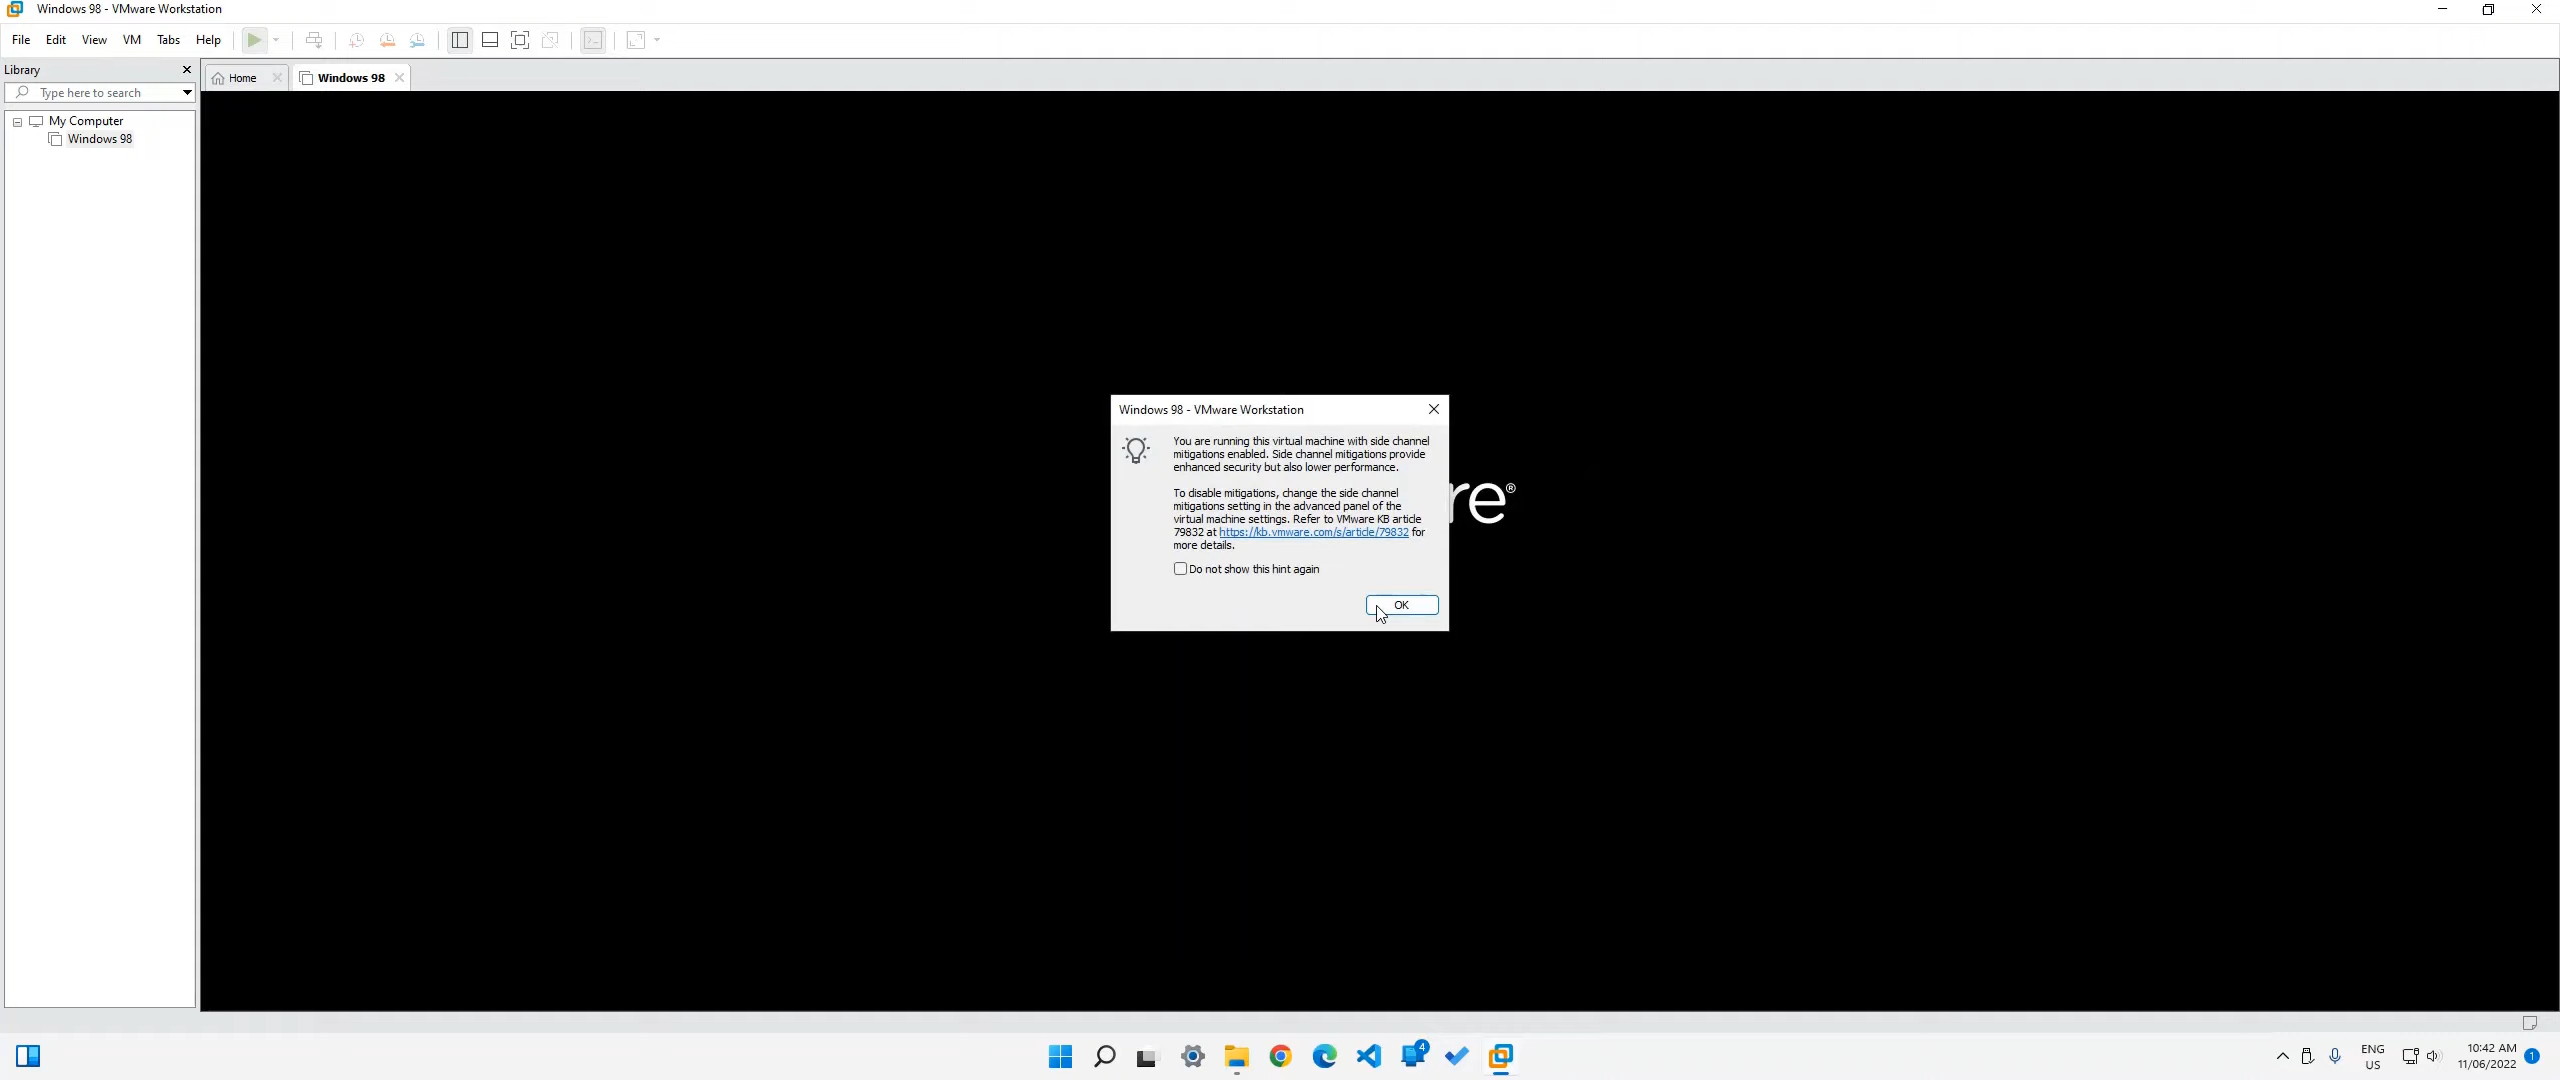 Windows 98 - VMware Workstation
File Edit View VM Tabs Help
Library
Type here to search
My Computer
Windows 98
Home
Windows 98
Windows 98 - VMware Workstation
You are running this virtual machine with side channel
mitigations enabled. Side channel mitigations provide
enhanced security but also lower performance.
To disable mitigations, change the side channel
mitigations setting in the advanced panel of the
virtual machine settings. Refer to VMware KB article
79832 at https://kb.vmware.com/s/article/79832 for
more details.
Do not show this hint again
OK
re®
4
ENG
US
10:42 AM
11/06/2022
1